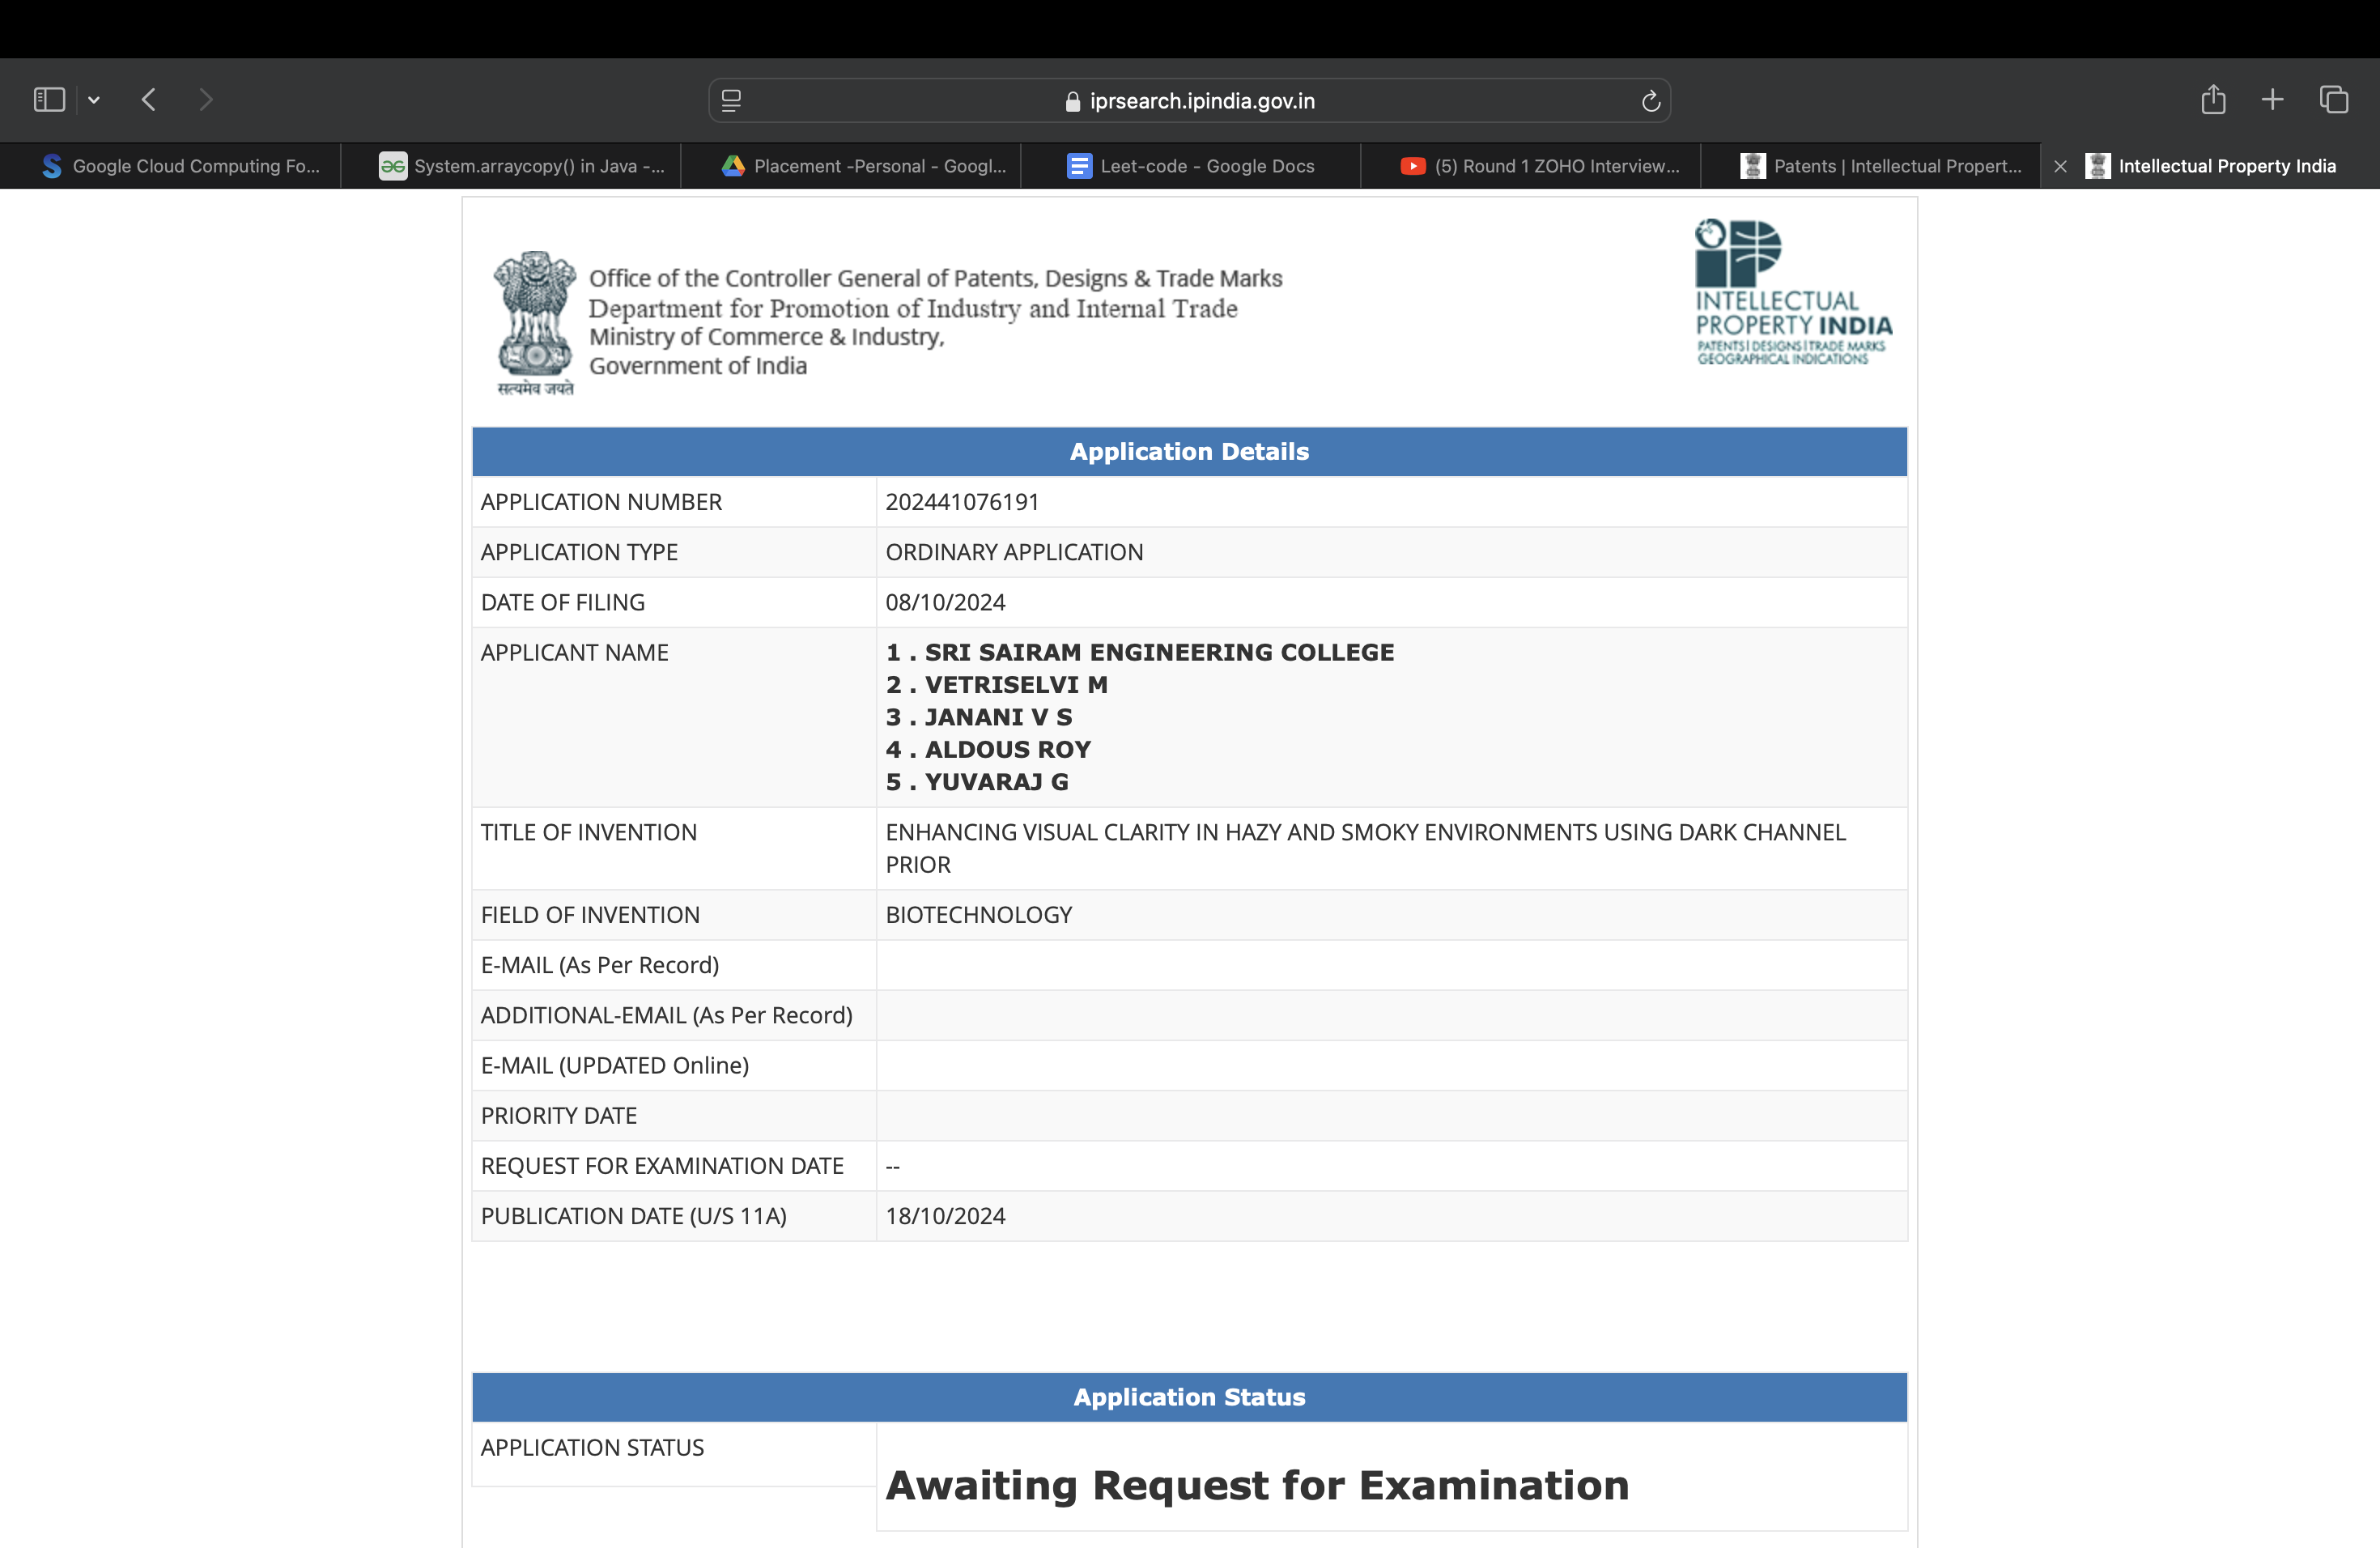 iprsearch.ipindia.gov.in
Google Cloud Computing Fo...
System.arraycopy() in Java -...
Placement -Personal - Googl...
Leet-code - Google Docs
(5) Round 1 ZOHO Interview...
Patents | Intellectual Propert...
Intellectual Property India
Office of the Controller General of Patents, Designs & Trade Marks
Department for Promotion of Industry and Internal Trade
Ministry of Commerce & Industry,
Government of India
सत्यमेव जयते
iP
INTELLECTUAL
PROPERTY INDIA
PATENTS | DESIGNS | TRADE MARKS
GEOGRAPHICAL INDICATIONS
Application Details
APPLICATION NUMBER 202441076191
APPLICATION TYPE ORDINARY APPLICATION
DATE OF FILING 08/10/2024
APPLICANT NAME 1 . SRI SAIRAM ENGINEERING COLLEGE
2 . VETRISELVI M
3 . JANANI V S
4 . ALDOUS ROY
5 . YUVARAJ G
TITLE OF INVENTION ENHANCING VISUAL CLARITY IN HAZY AND SMOKY ENVIRONMENTS USING DARK CHANNEL
PRIOR
FIELD OF INVENTION BIOTECHNOLOGY
E-MAIL (As Per Record)
ADDITIONAL-EMAIL (As Per Record)
E-MAIL (UPDATED Online)
PRIORITY DATE
REQUEST FOR EXAMINATION DATE --
PUBLICATION DATE (U/S 11A) 18/10/2024
Application Status
APPLICATION STATUS
Awaiting Request for Examination